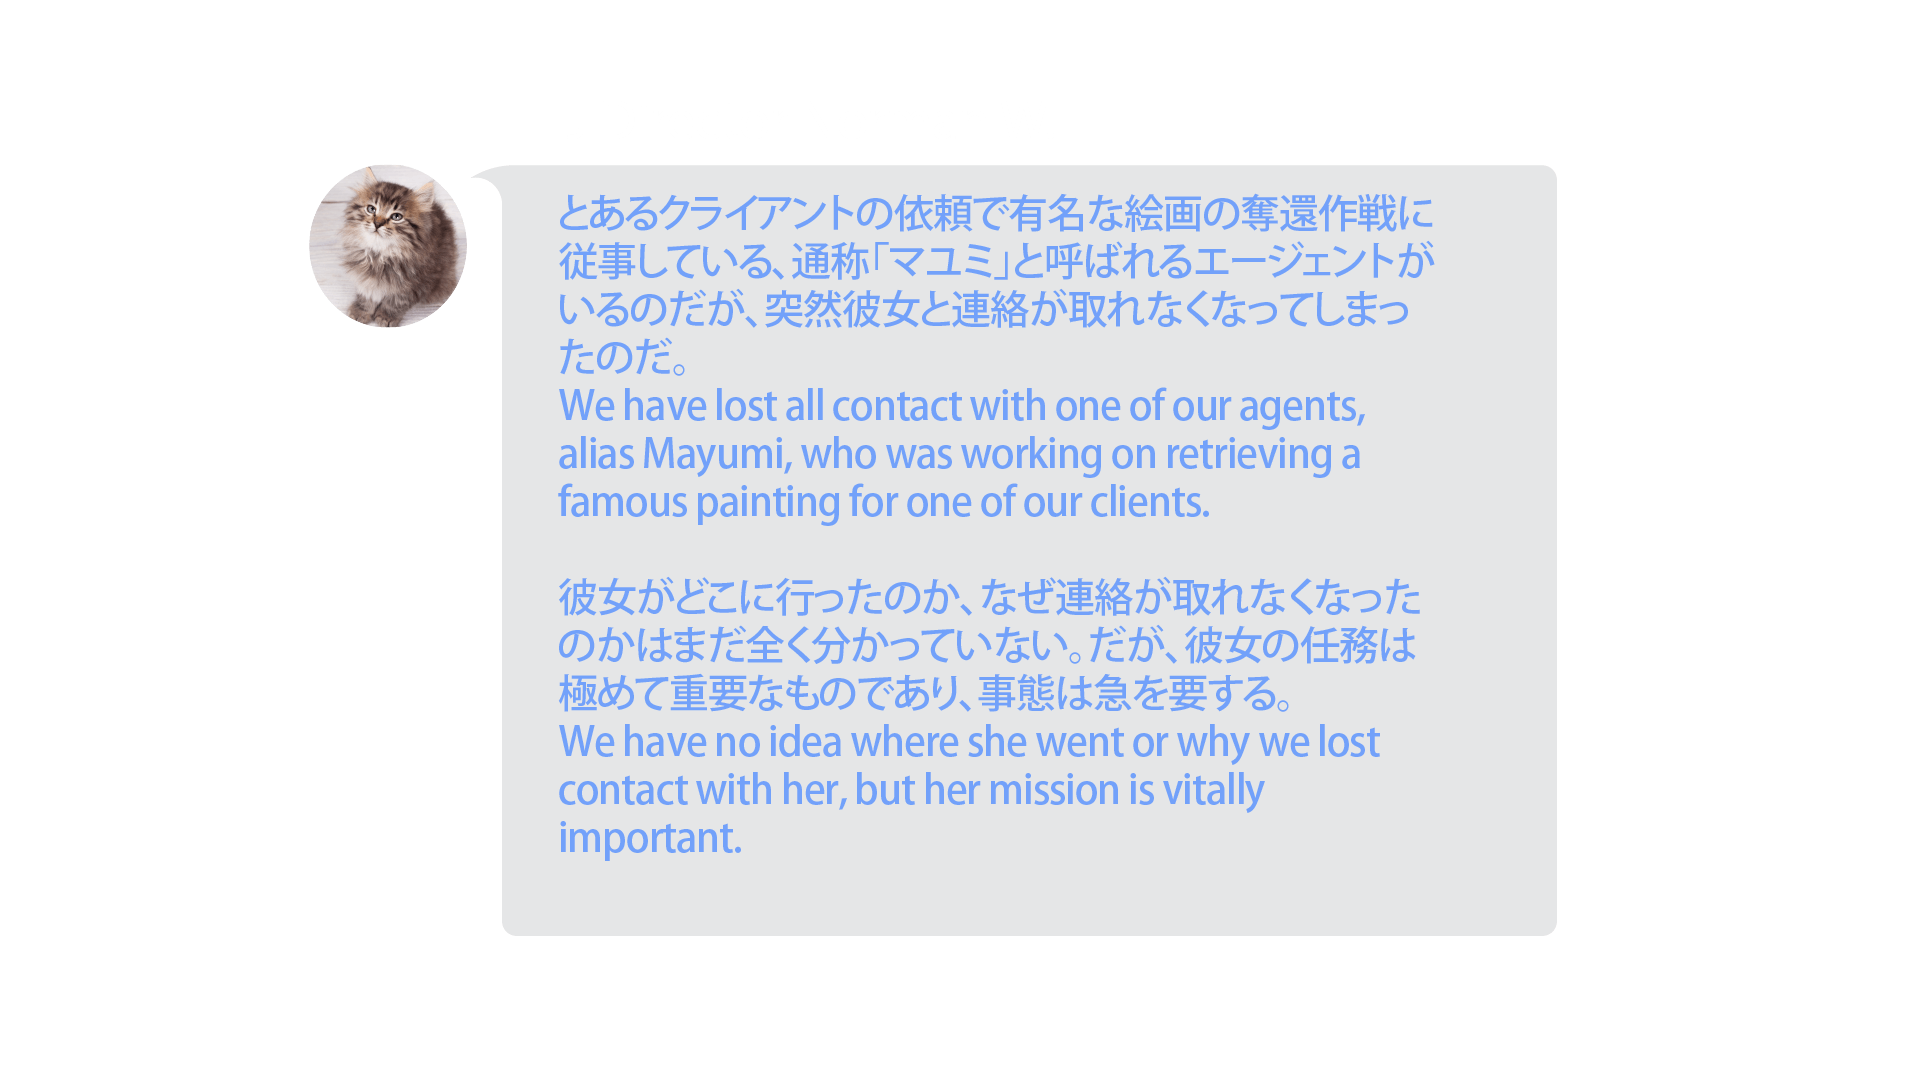 とあるクライアントの依頼で有名な絵画の奪還作戦に
従事している、通称「マユミ」と呼ばれるエージェントが
いるのだが、突然彼女と連絡が取れなくなってしまっ
たのだ。
We have lost all contact with one of our agents,
alias Mayumi, who was working on retrieving a
famous painting for one of our clients.
彼女がどこに行ったのか、なぜ連絡が取れなくなった
のかはまだ全く分かっていない。だが、彼女の任務は
極めて重要なものであり、事態は急を要する。
We have no idea where she went or why we lost
contact with her, but her mission is vitally
important.